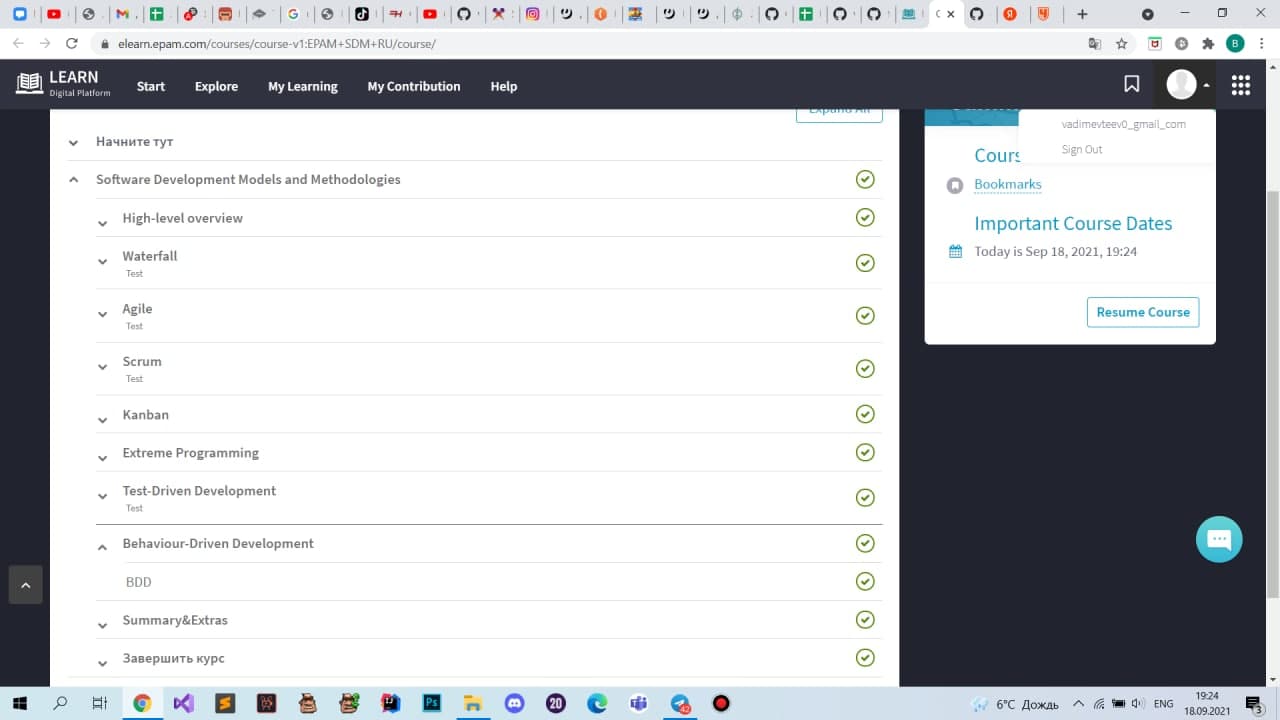 elearn.epam.com/courses/course-v1:EPAM+SDM+RU/course/
B
LEARN
Digital Platform
Start
Explore
My Learning
My Contribution
Help
Expand All
Начните тут
Software Development Models and Methodologies
High-level overview
Waterfall
Test
Agile
Test
Scrum
Test
Kanban
Extreme Programming
Test-Driven Development
Test
Behaviour-Driven Development
BDD
Summary&Extras
Завершить курс
vadimevteev0_gmail_com
Sign Out
Bookmarks
Important Course Dates
Today is Sep 18, 2021, 19:24
Resume Course
Ps
20
42
6°C Дождь
ENG
19:24
18.09.2021
3